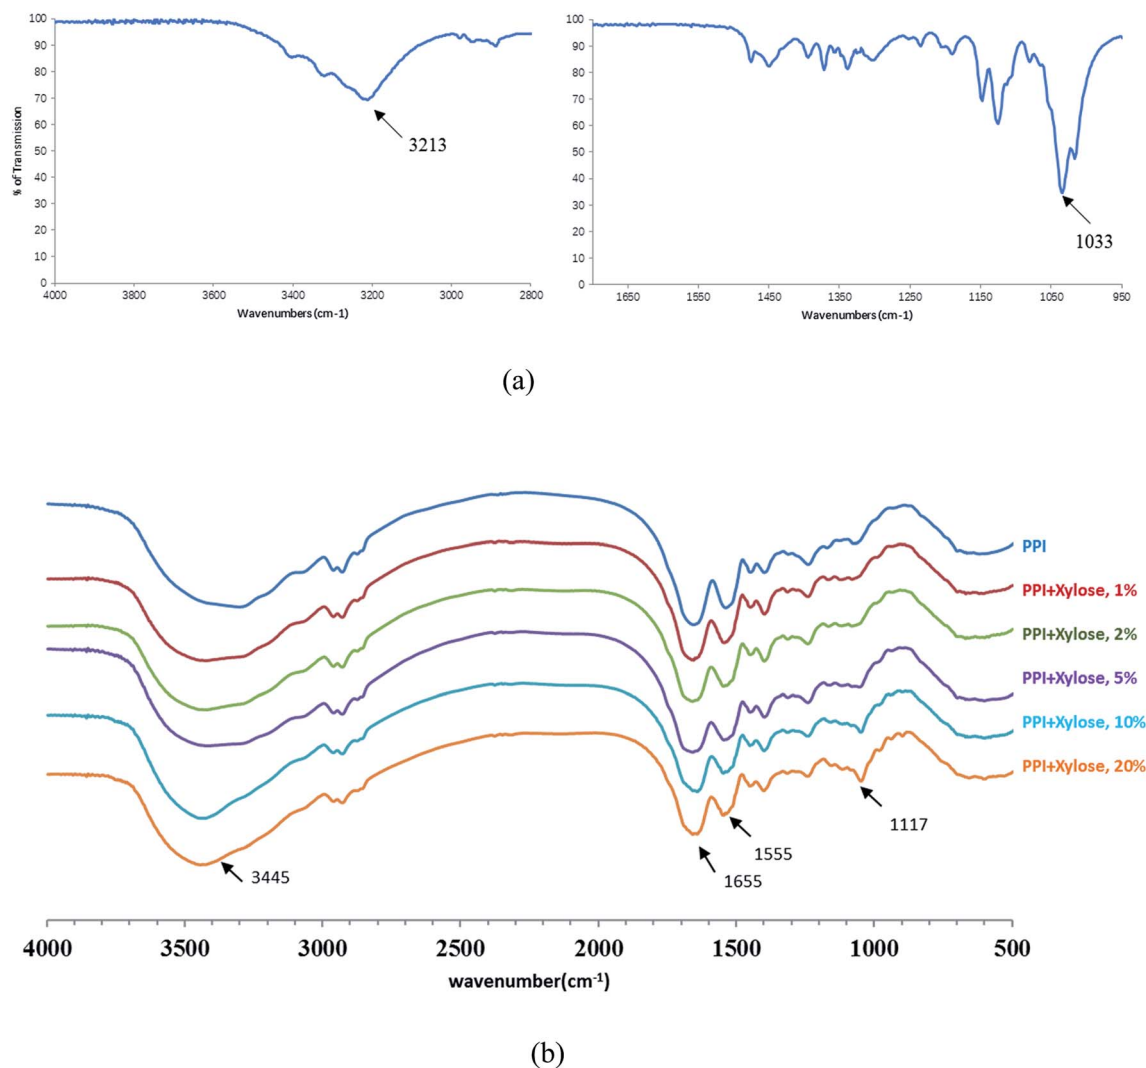 100
90
80
70
60
50
40
30
20
10
0
% of Transmission
3213
4000 3800 3600 3400 3200 3000 2800
Wavenumbers (cm-1)
100
90
80
70
60
50
40
30
20
10
0
1033
1650 1550 1450 1350 1250 1150 1050 950
Wavenumbers (cm-1)
(a)
PPI
PPI+Xylose, 1%
PPI+Xylose, 2%
PPI+Xylose, 5%
PPI+Xylose, 10%
PPI+Xylose, 20%
1117
1555
1655
3445
4000 3500 3000 2500 2000 1500 1000 500
wavenumber(cm⁻¹)
(b)